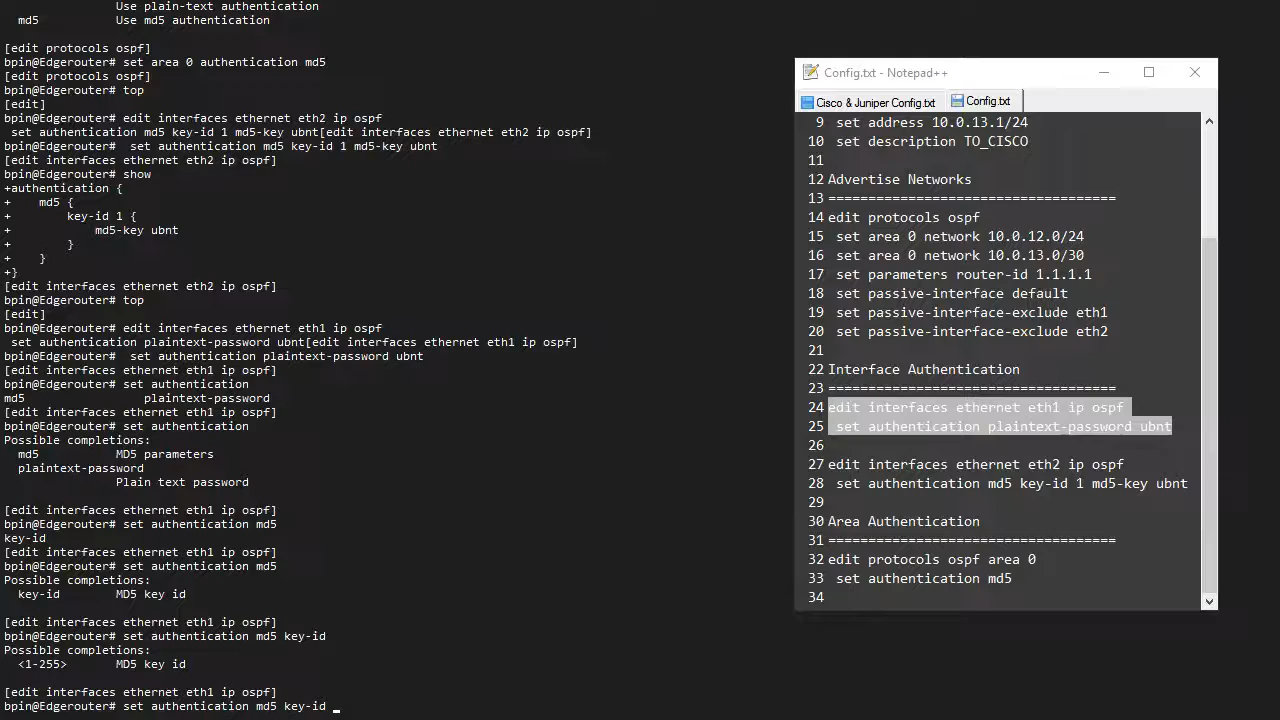 Use plain-text authentication
md5 Use md5 authentication
[edit protocols ospf]
bpin@Edgerouter# set area 0 authentication md5
[edit protocols ospf]
bpin@Edgerouter# top
[edit]
bpin@Edgerouter# edit interfaces ethernet eth2 ip ospf
set authentication md5 key-id 1 md5-key ubnt[edit interfaces ethernet eth2 ip ospf]
bpin@Edgerouter#  set authentication md5 key-id 1 md5-key ubnt
[edit interfaces ethernet eth2 ip ospf]
bpin@Edgerouter# show
+authentication {
+    md5 {
+        key-id 1 {
+            md5-key ubnt
+        }
+    }
+}
[edit interfaces ethernet eth2 ip ospf]
bpin@Edgerouter# top
[edit]
bpin@Edgerouter# edit interfaces ethernet eth1 ip ospf
set authentication plaintext-password ubnt[edit interfaces ethernet eth1 ip ospf]
bpin@Edgerouter#  set authentication plaintext-password ubnt
[edit interfaces ethernet eth1 ip ospf]
bpin@Edgerouter# set authentication
md5 plaintext-password
[edit interfaces ethernet eth1 ip ospf]
bpin@Edgerouter# set authentication
Possible completions:
md5 MD5 parameters
plaintext-password
Plain text password
[edit interfaces ethernet eth1 ip ospf]
bpin@Edgerouter# set authentication md5
key-id
[edit interfaces ethernet eth1 ip ospf]
bpin@Edgerouter# set authentication md5
Possible completions:
key-id MD5 key id
[edit interfaces ethernet eth1 ip ospf]
bpin@Edgerouter# set authentication md5 key-id
Possible completions:
<1-255> MD5 key id
[edit interfaces ethernet eth1 ip ospf]
bpin@Edgerouter# set authentication md5 key-id _
Config.txt - Notepad++
Cisco & Juniper Config.txt Config.txt
9 set address 10.0.13.1/24
10 set description TO_CISCO
11
12 Advertise Networks
13 ====================================
14 edit protocols ospf
15 set area 0 network 10.0.12.0/24
16 set area 0 network 10.0.13.0/30
17 set parameters router-id 1.1.1.1
18 set passive-interface default
19 set passive-interface-exclude eth1
20 set passive-interface-exclude eth2
21
22 Interface Authentication
23 ====================================
24 edit interfaces ethernet eth1 ip ospf
25 set authentication plaintext-password ubnt
26
27 edit interfaces ethernet eth2 ip ospf
28 set authentication md5 key-id 1 md5-key ubnt
29
30 Area Authentication
31 ====================================
32 edit protocols ospf area 0
33 set authentication md5
34